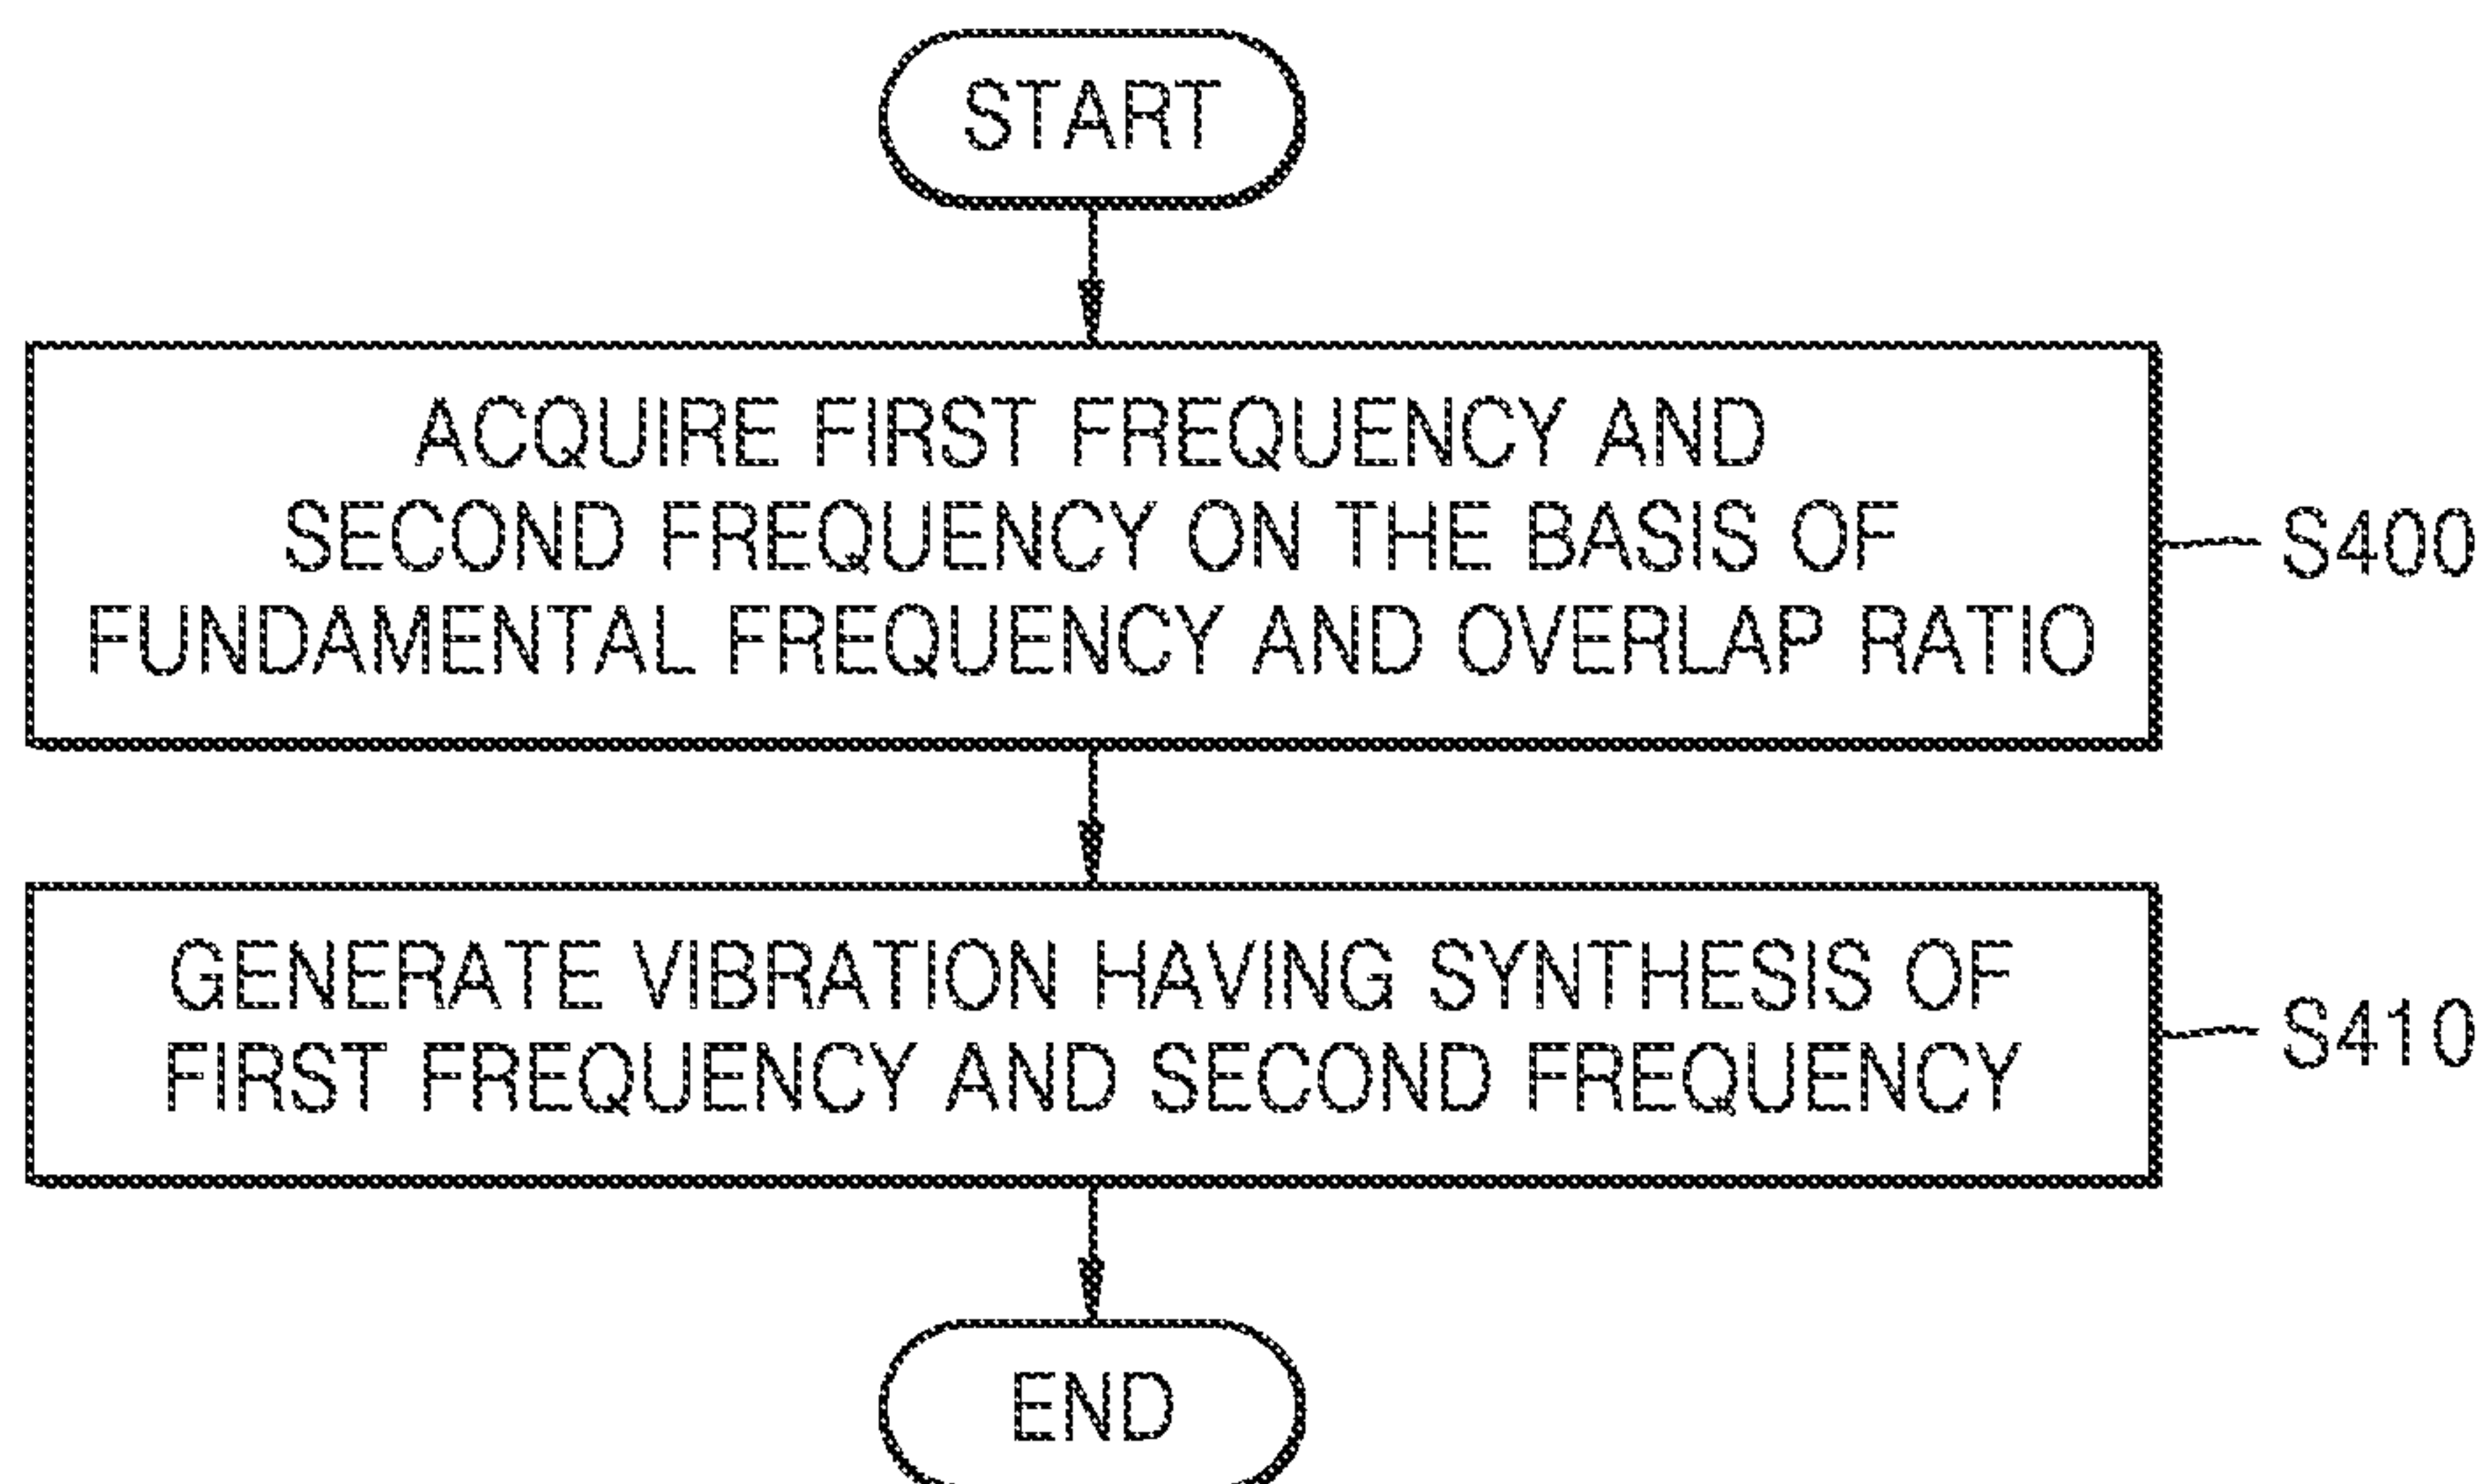 START
ACQUIRE FIRST FREQUENCY AND
SECOND FREQUENCY ON THE BASIS OF
FUNDAMENTAL FREQUENCY AND OVERLAP RATIO
S400
GENERATE VIBRATION HAVING SYNTHESIS OF
FIRST FREQUENCY AND SECOND FREQUENCY
S410
END